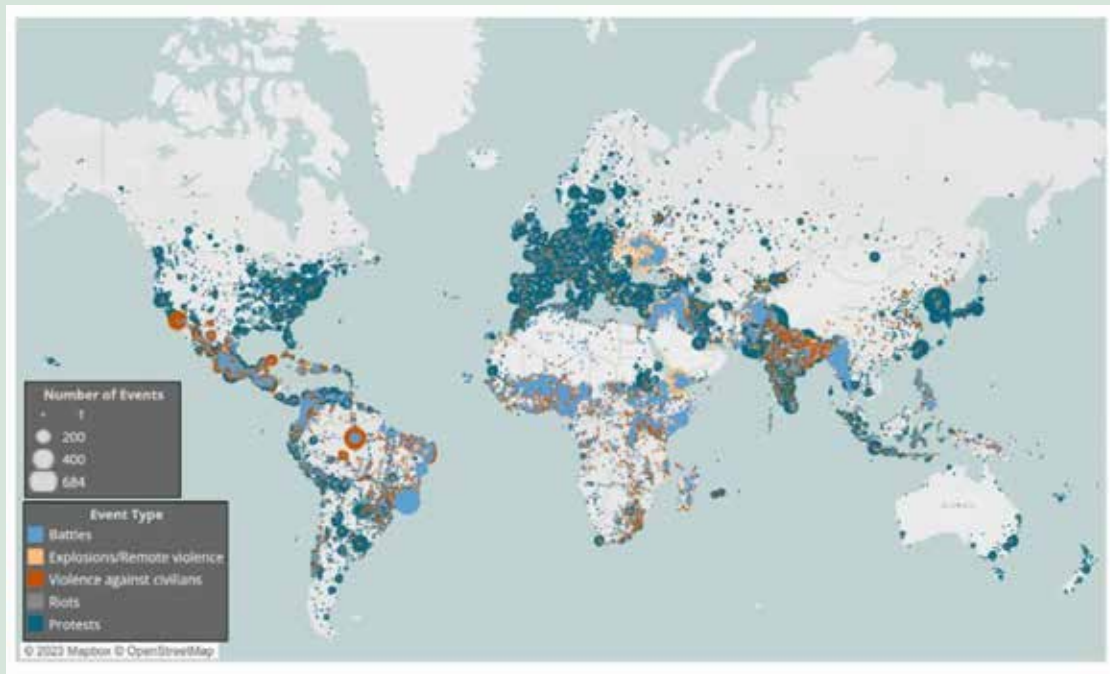 Number of Events
1
200
400
684
Event Type
Battles
Explosions/Remote violence
Violence against civilians
Riots
Protests
© 2023 Mapbox © OpenStreetMap